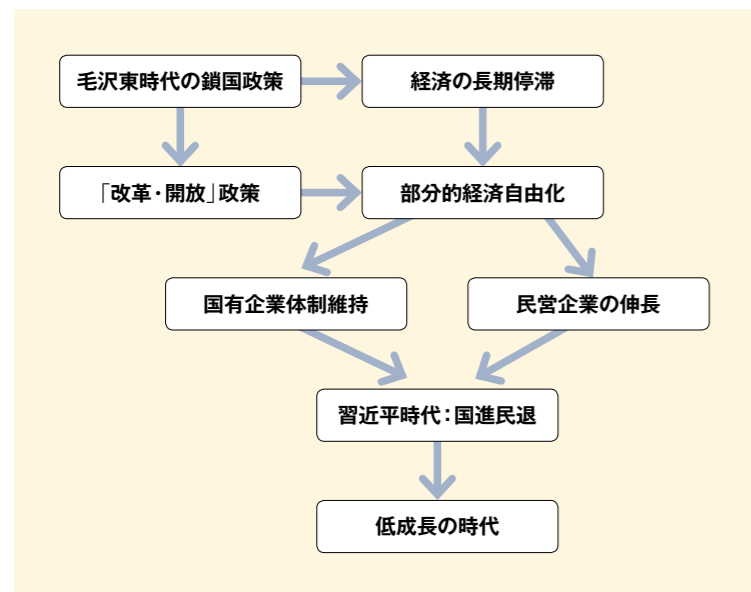 毛沢東時代の鎖国政策
経済の長期停滞
「改革・開放」政策
部分的経済自由化
国有企業体制維持
民営企業の伸長
習近平時代：国進民退
低成長の時代